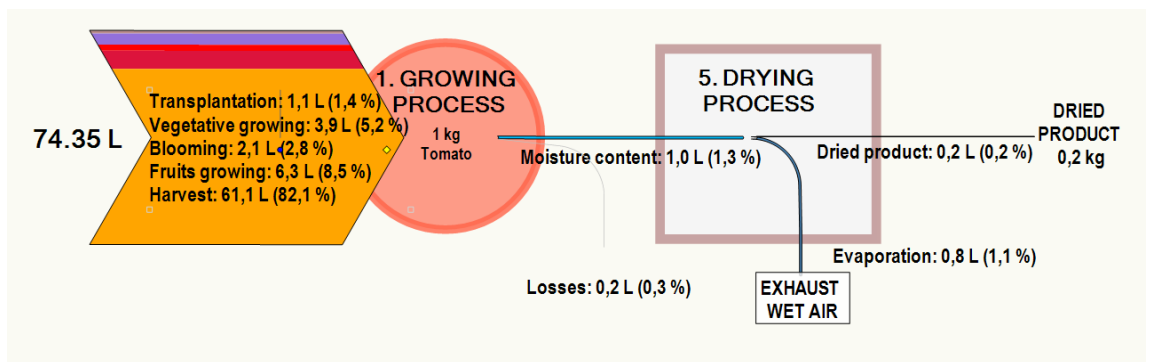 74.35 L
Transplantation: 1,1 L (1,4 %)
Vegetative growing: 3,9 L (5,2 %)
Blooming: 2,1 L (2,8 %)
Fruits growing: 6,3 L (8,5 %)
Harvest: 61,1 L (82,1 %)
1. GROWING
PROCESS
1 kg
Tomato
Moisture content: 1,0 L (1,3 %)
Losses: 0,2 L (0,3 %)
5. DRYING
PROCESS
Dried product: 0,2 L (0,2 %)
Evaporation: 0,8 L (1,1 %)
EXHAUST
WET AIR
DRIED
PRODUCT
0,2 kg